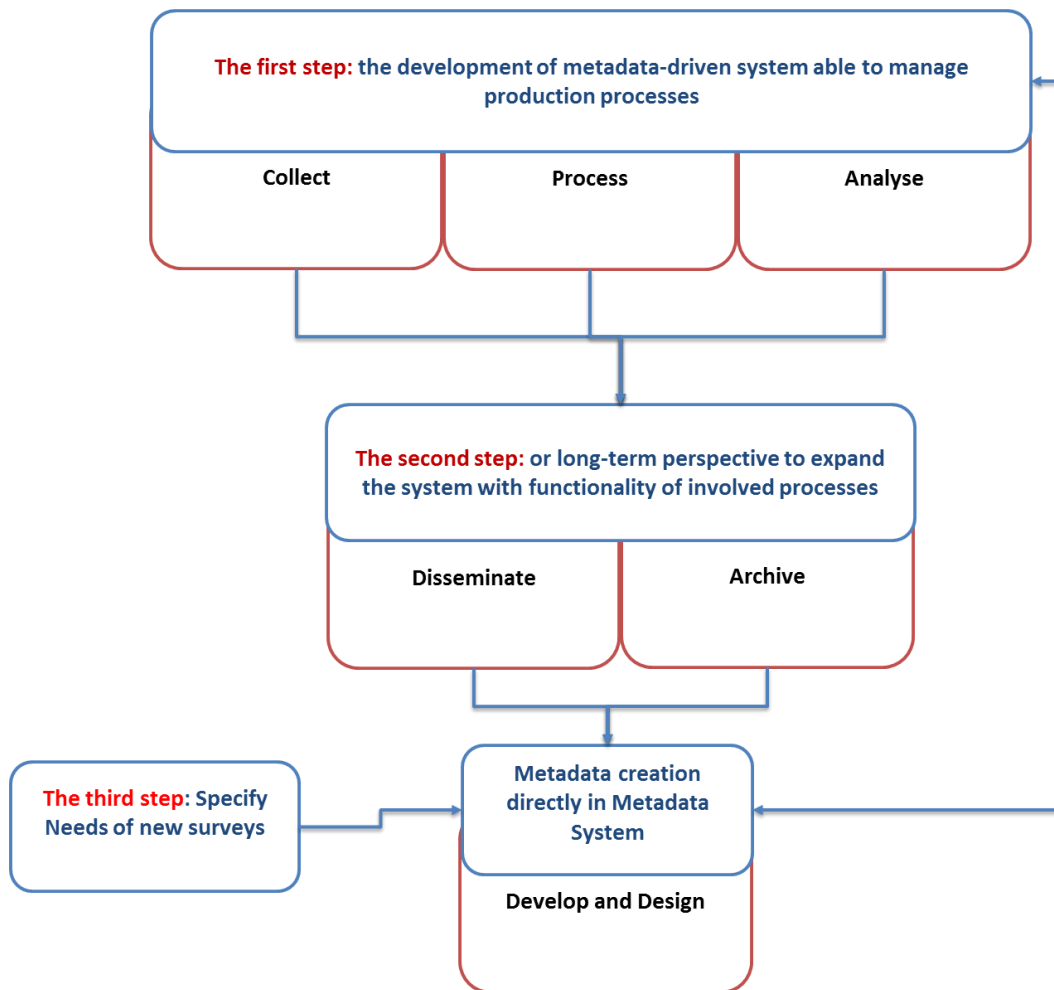 The first step: the development of metadata-driven system able to manage
production processes
Collect
Process
Analyse
The second step: or long-term perspective to expand
the system with functionality of involved processes
Disseminate
Archive
The third step: Specify
Needs of new surveys
Metadata creation
directly in Metadata
System
Develop and Design